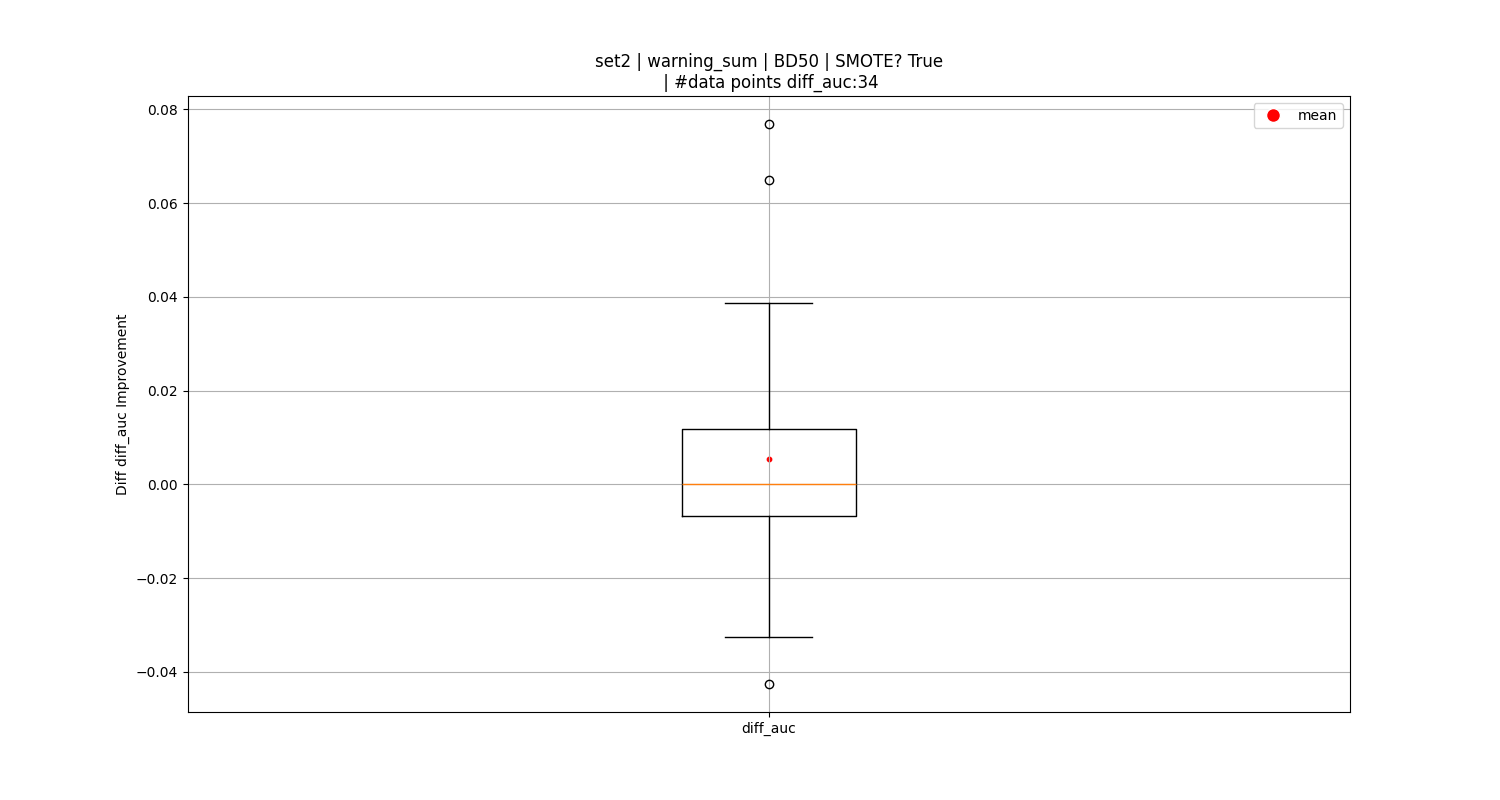 set2 | warning_sum | BD50 | SMOTE? True
| #data points diff_auc:34
mean
0.08
0.06
0.04
0.02
0.00
−0.02
−0.04
Diff diff_auc Improvement
diff_auc